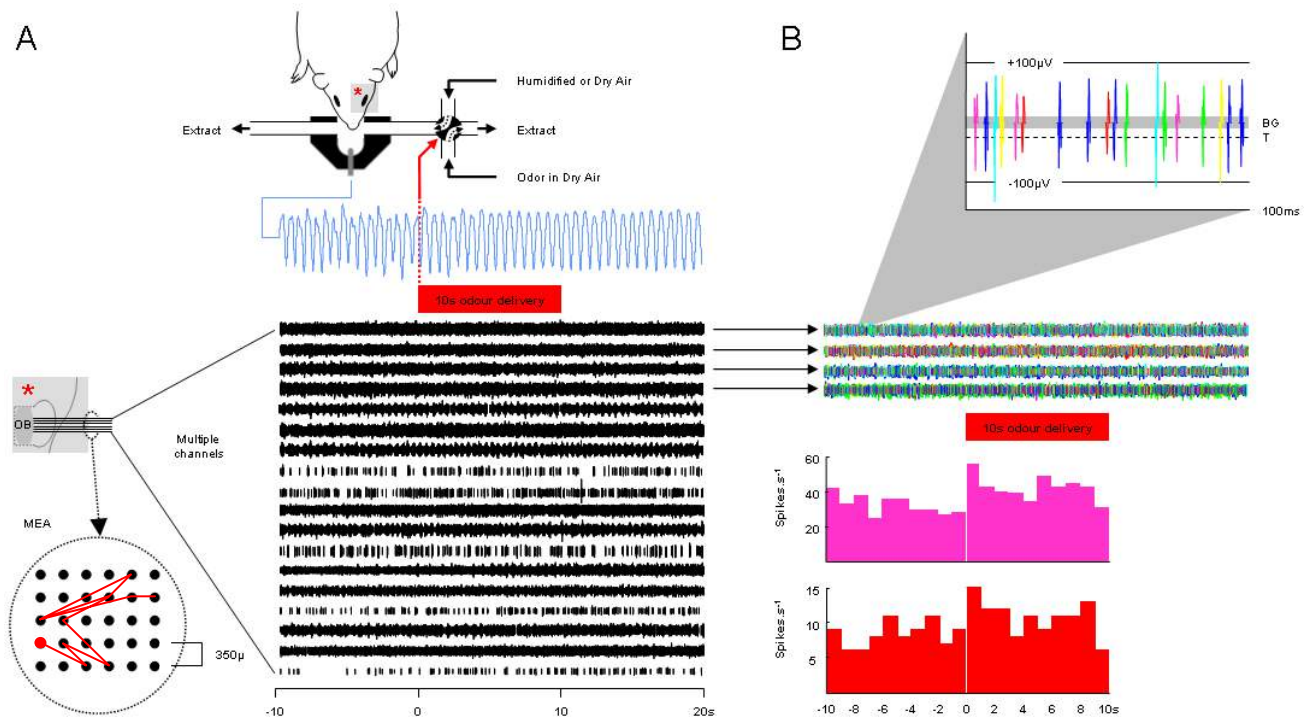 A
Humidified or Dry Air
*
Extract
Extract
Odor in Dry Air
10s odour delivery
*
OB
Multiple
channels
MEA
350µ
-10
0
10
20s
B
+100µV
BG
T
-100µV
100ms
10s odour delivery
60
40
20
Spikes.s⁻¹
15
10
5
Spikes.s⁻¹
-10 -8 -6 -4 -2 0 2 4 6 8 10s